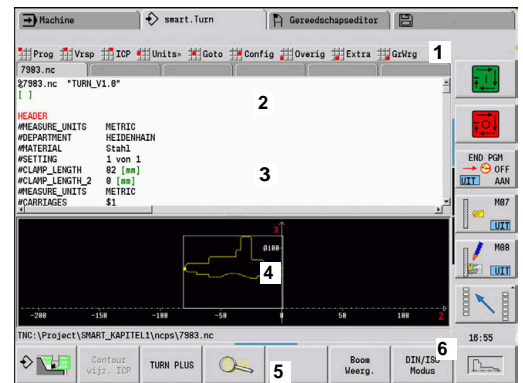 Machine smart.Turn Gereedschapseditor
Prog Vrsp ICP Units» Goto Config Overig Extra GrWrg 1
7983.nc
%7983.nc "TURN_V1.0"
[ ]
2
HEADER
#MEASURE_UNITS METRIC
#DEPARTMENT HEIDENHAIN
#MATERIAL Stahl
#SETTING 1 von 1
#CLAMP_LENGTH 82 [mm]
3
#CLAMP_LENGTH_2 0 [mm]
#MEASURE_UNITS METRIC
#CARRIAGES $1
X
Ø100
4
-200 -150 -100 -50 50 100 Z
TNC:\Project\SMART_KAPITEL1\ncps\7983.nc
Contour
vijz. ICP
TURN PLUS
5
Boom
Weerg.
6
DIN/ISO
Modus
END PGM
OFF
UIT AAN
M07
UIT
M08
UIT
16:55